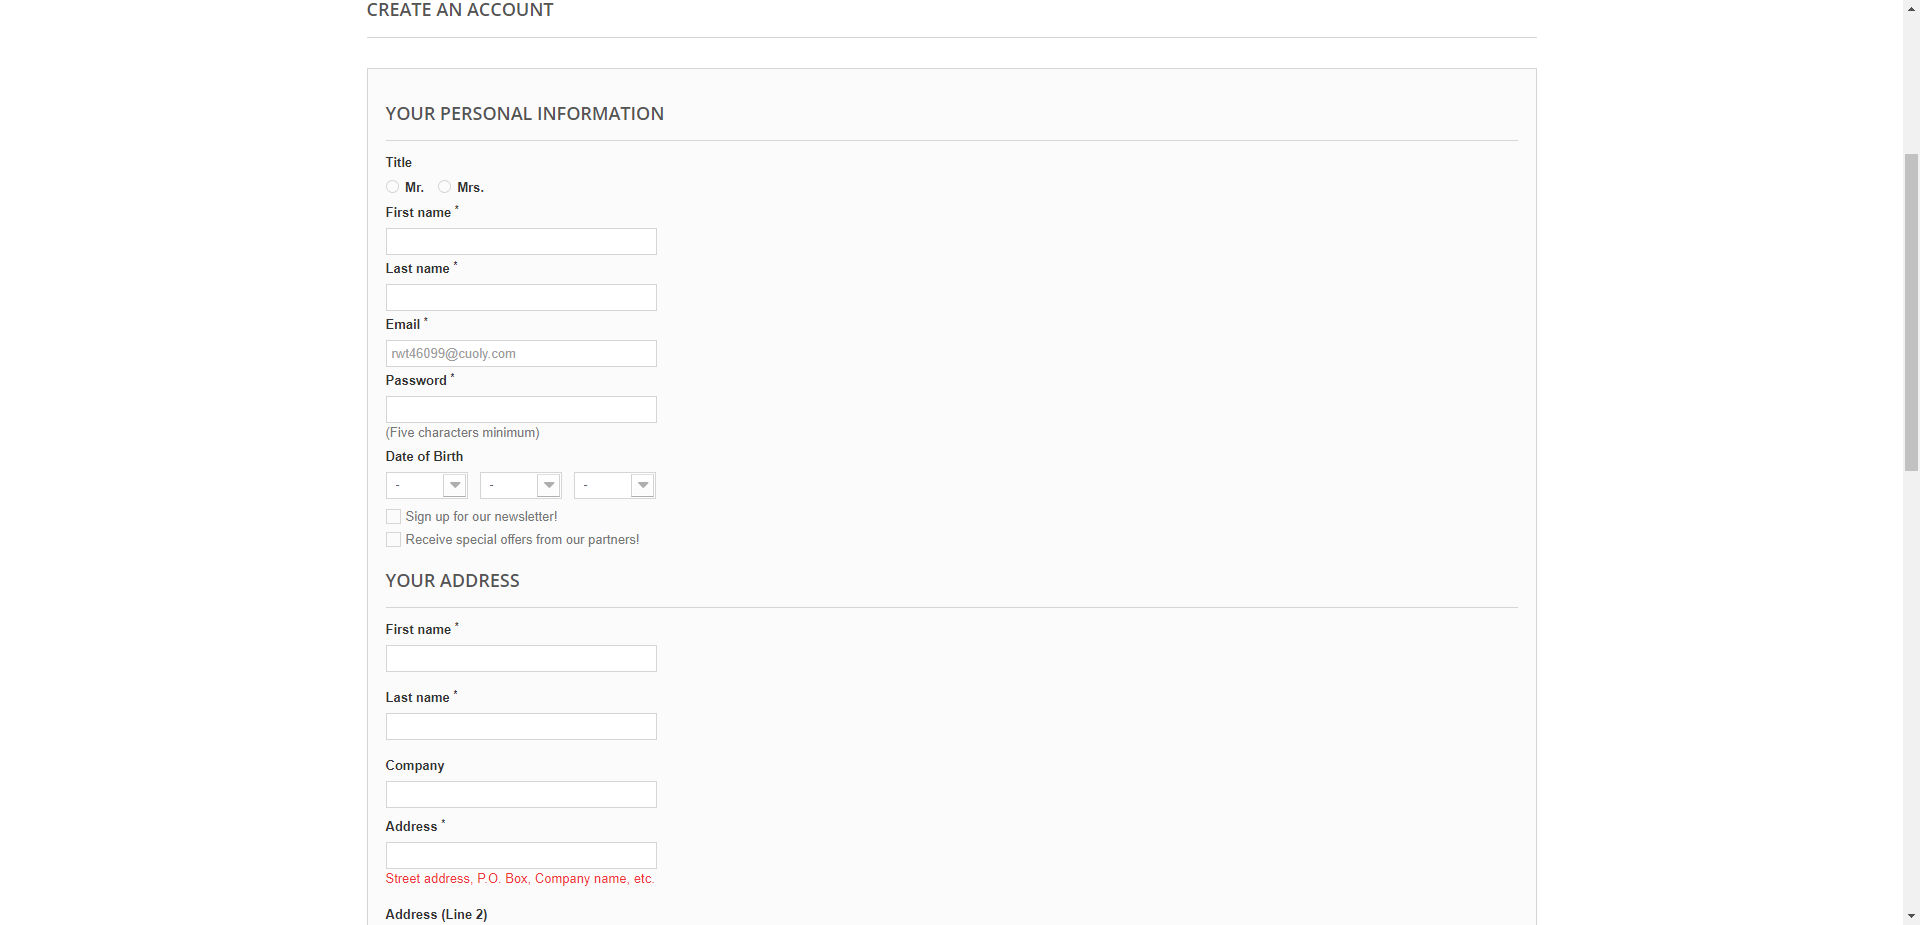 CREATE AN ACCOUNT
YOUR PERSONAL INFORMATION
Title
Mr. Mrs.
First name *
Last name *
Email *
rwt46099@cuoly.com
Password *
(Five characters minimum)
Date of Birth
- - -
Sign up for our newsletter!
Receive special offers from our partners!
YOUR ADDRESS
First name *
Last name *
Company
Address *
Street address, P.O. Box, Company name, etc.
Address (Line 2)